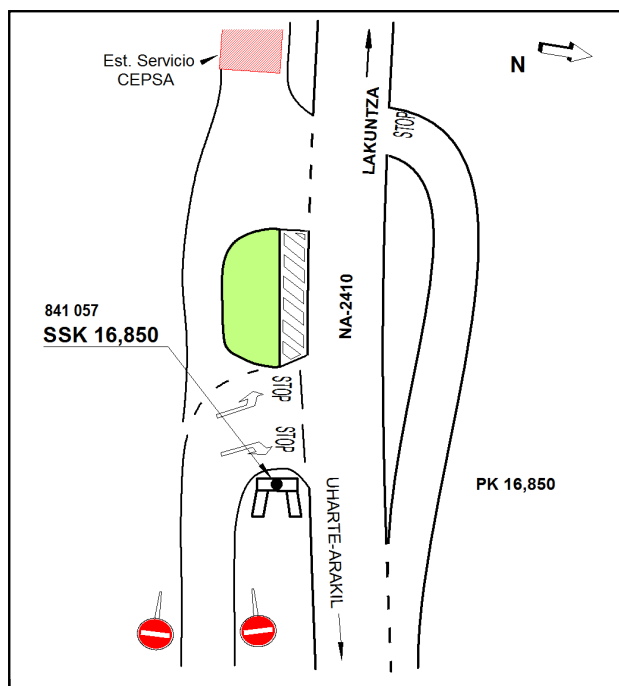 Est. Servicio
CEPSA
N
LAKUNTZA
STOP
841 057
SSK 16,850
NA-2410
STOP
STOP
UHARTE-ARAKIL
PK 16,850